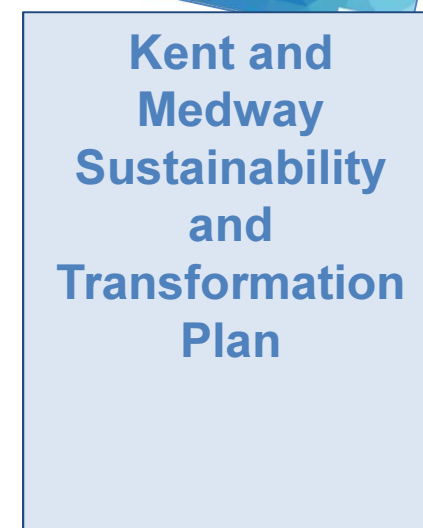 Kent and
Medway
Sustainability
and
Transformation
Plan